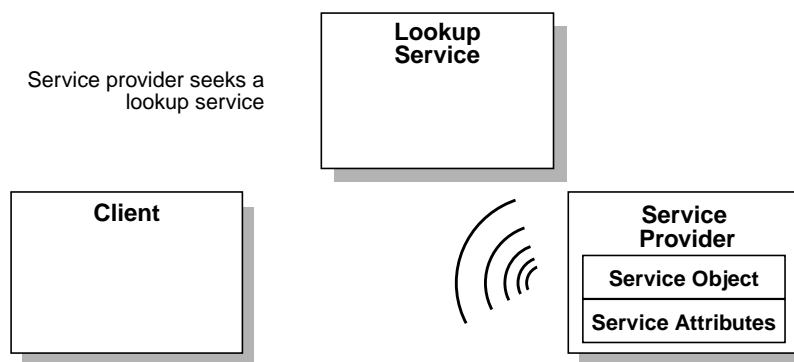 Lookup
Service
Service provider seeks a
lookup service
Client
Service
Provider
Service Object
Service Attributes